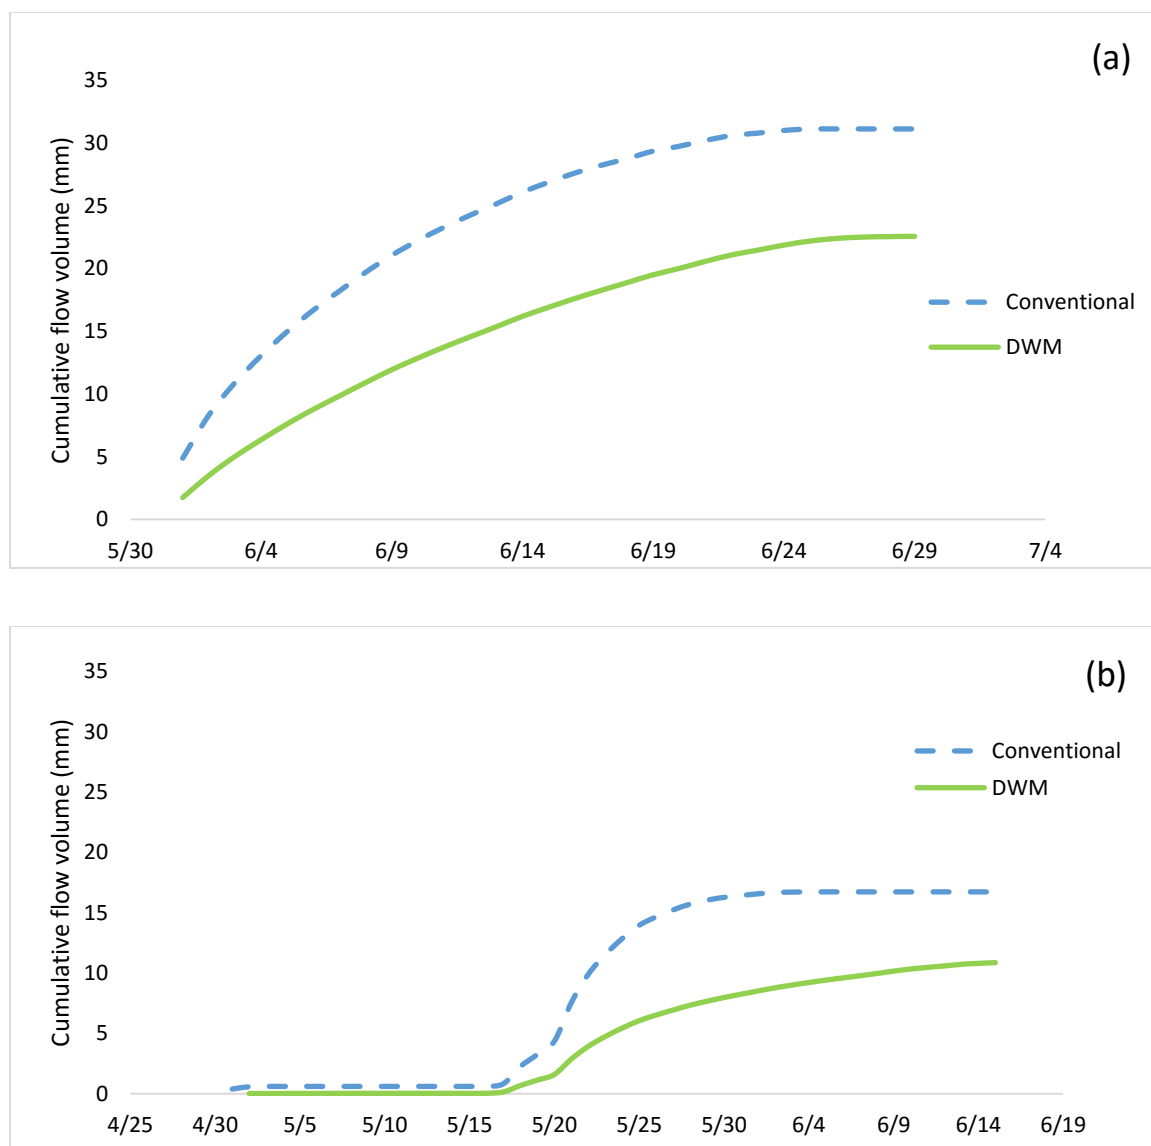 (a)
Cumulative flow volume (mm)
35
30
25
20
15
10
5
0
5/30 6/4 6/9 6/14 6/19 6/24 6/29 7/4
Conventional
DWM
(b)
Cumulative flow volume (mm)
35
30
25
20
15
10
5
0
4/25 4/30 5/5 5/10 5/15 5/20 5/25 5/30 6/4 6/9 6/14 6/19
Conventional
DWM